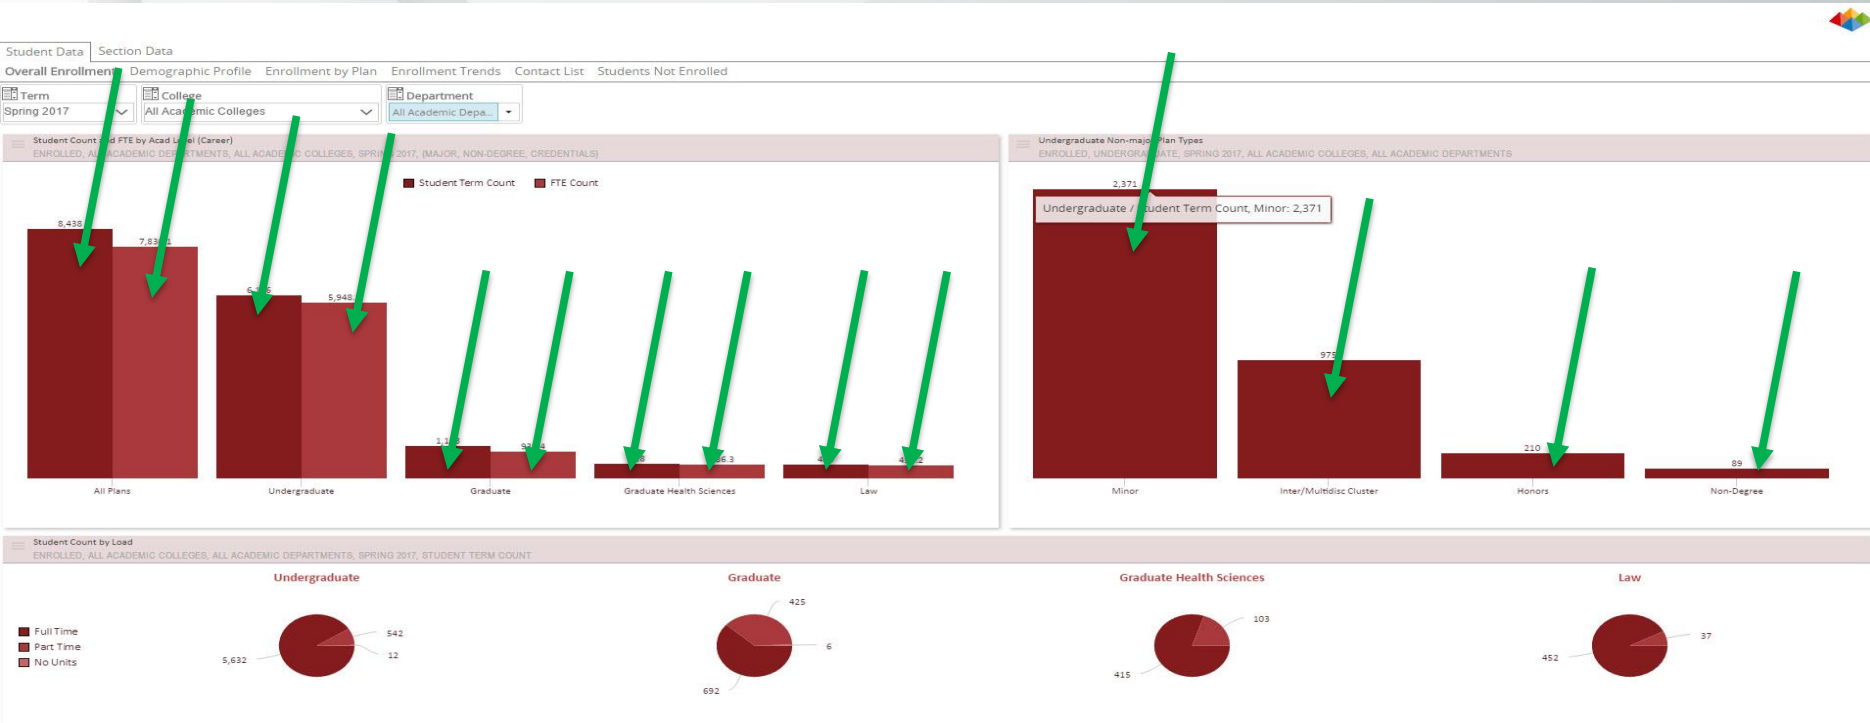 Student Data Section Data
Overall Enrollment Demographic Profile Enrollment by Plan Enrollment Trends Contact List Students Not Enrolled
Term College Department
Spring 2017 All Academic Colleges All Academic Depa...
Student Count and FTE by Acad Level (Career)
ENROLLED, ALL ACADEMIC DEPARTMENTS, ALL ACADEMIC COLLEGES, SPRING 2017, (MAJOR, NON-DEGREE, CREDENTIALS)
Student Term Count FTE Count
8,438
5,948
All Plans Undergraduate Graduate Graduate Health Sciences Law
Undergraduate Non-major Plan Types
ENROLLED, UNDERGRADUATE, SPRING 2017, ALL ACADEMIC COLLEGES, ALL ACADEMIC DEPARTMENTS
2,371
Undergraduate / Student Term Count, Minor: 2,371
975
210
89
Minor Inter/Multidisc Cluster Honors Non-Degree
Student Count by Load
ENROLLED, ALL ACADEMIC COLLEGES, ALL ACADEMIC DEPARTMENTS, SPRING 2017, STUDENT TERM COUNT
Full Time
Part Time
No Units
Undergraduate
542
12
5,632
Graduate
425
6
692
Graduate Health Sciences
103
415
Law
37
452